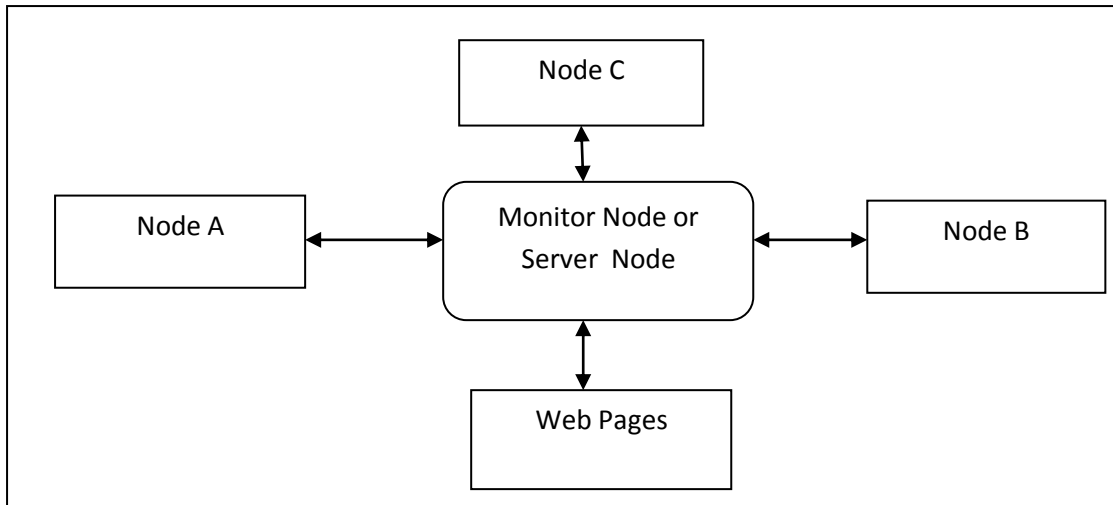 Node C
Node A
Monitor Node or
Server Node
Node B
Web Pages